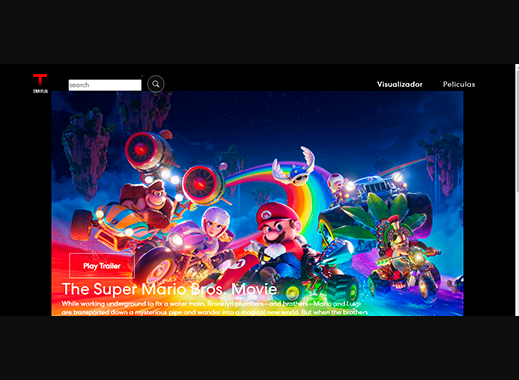 search
Visualizador
Películas
Play Trailer
The Super Mario Bros. Movie
While working underground to fix a water main, Brooklyn plumbers—and brothers—Mario and Luigi
are transported down a mysterious pipe and wander into a magical new world. But when the brothers